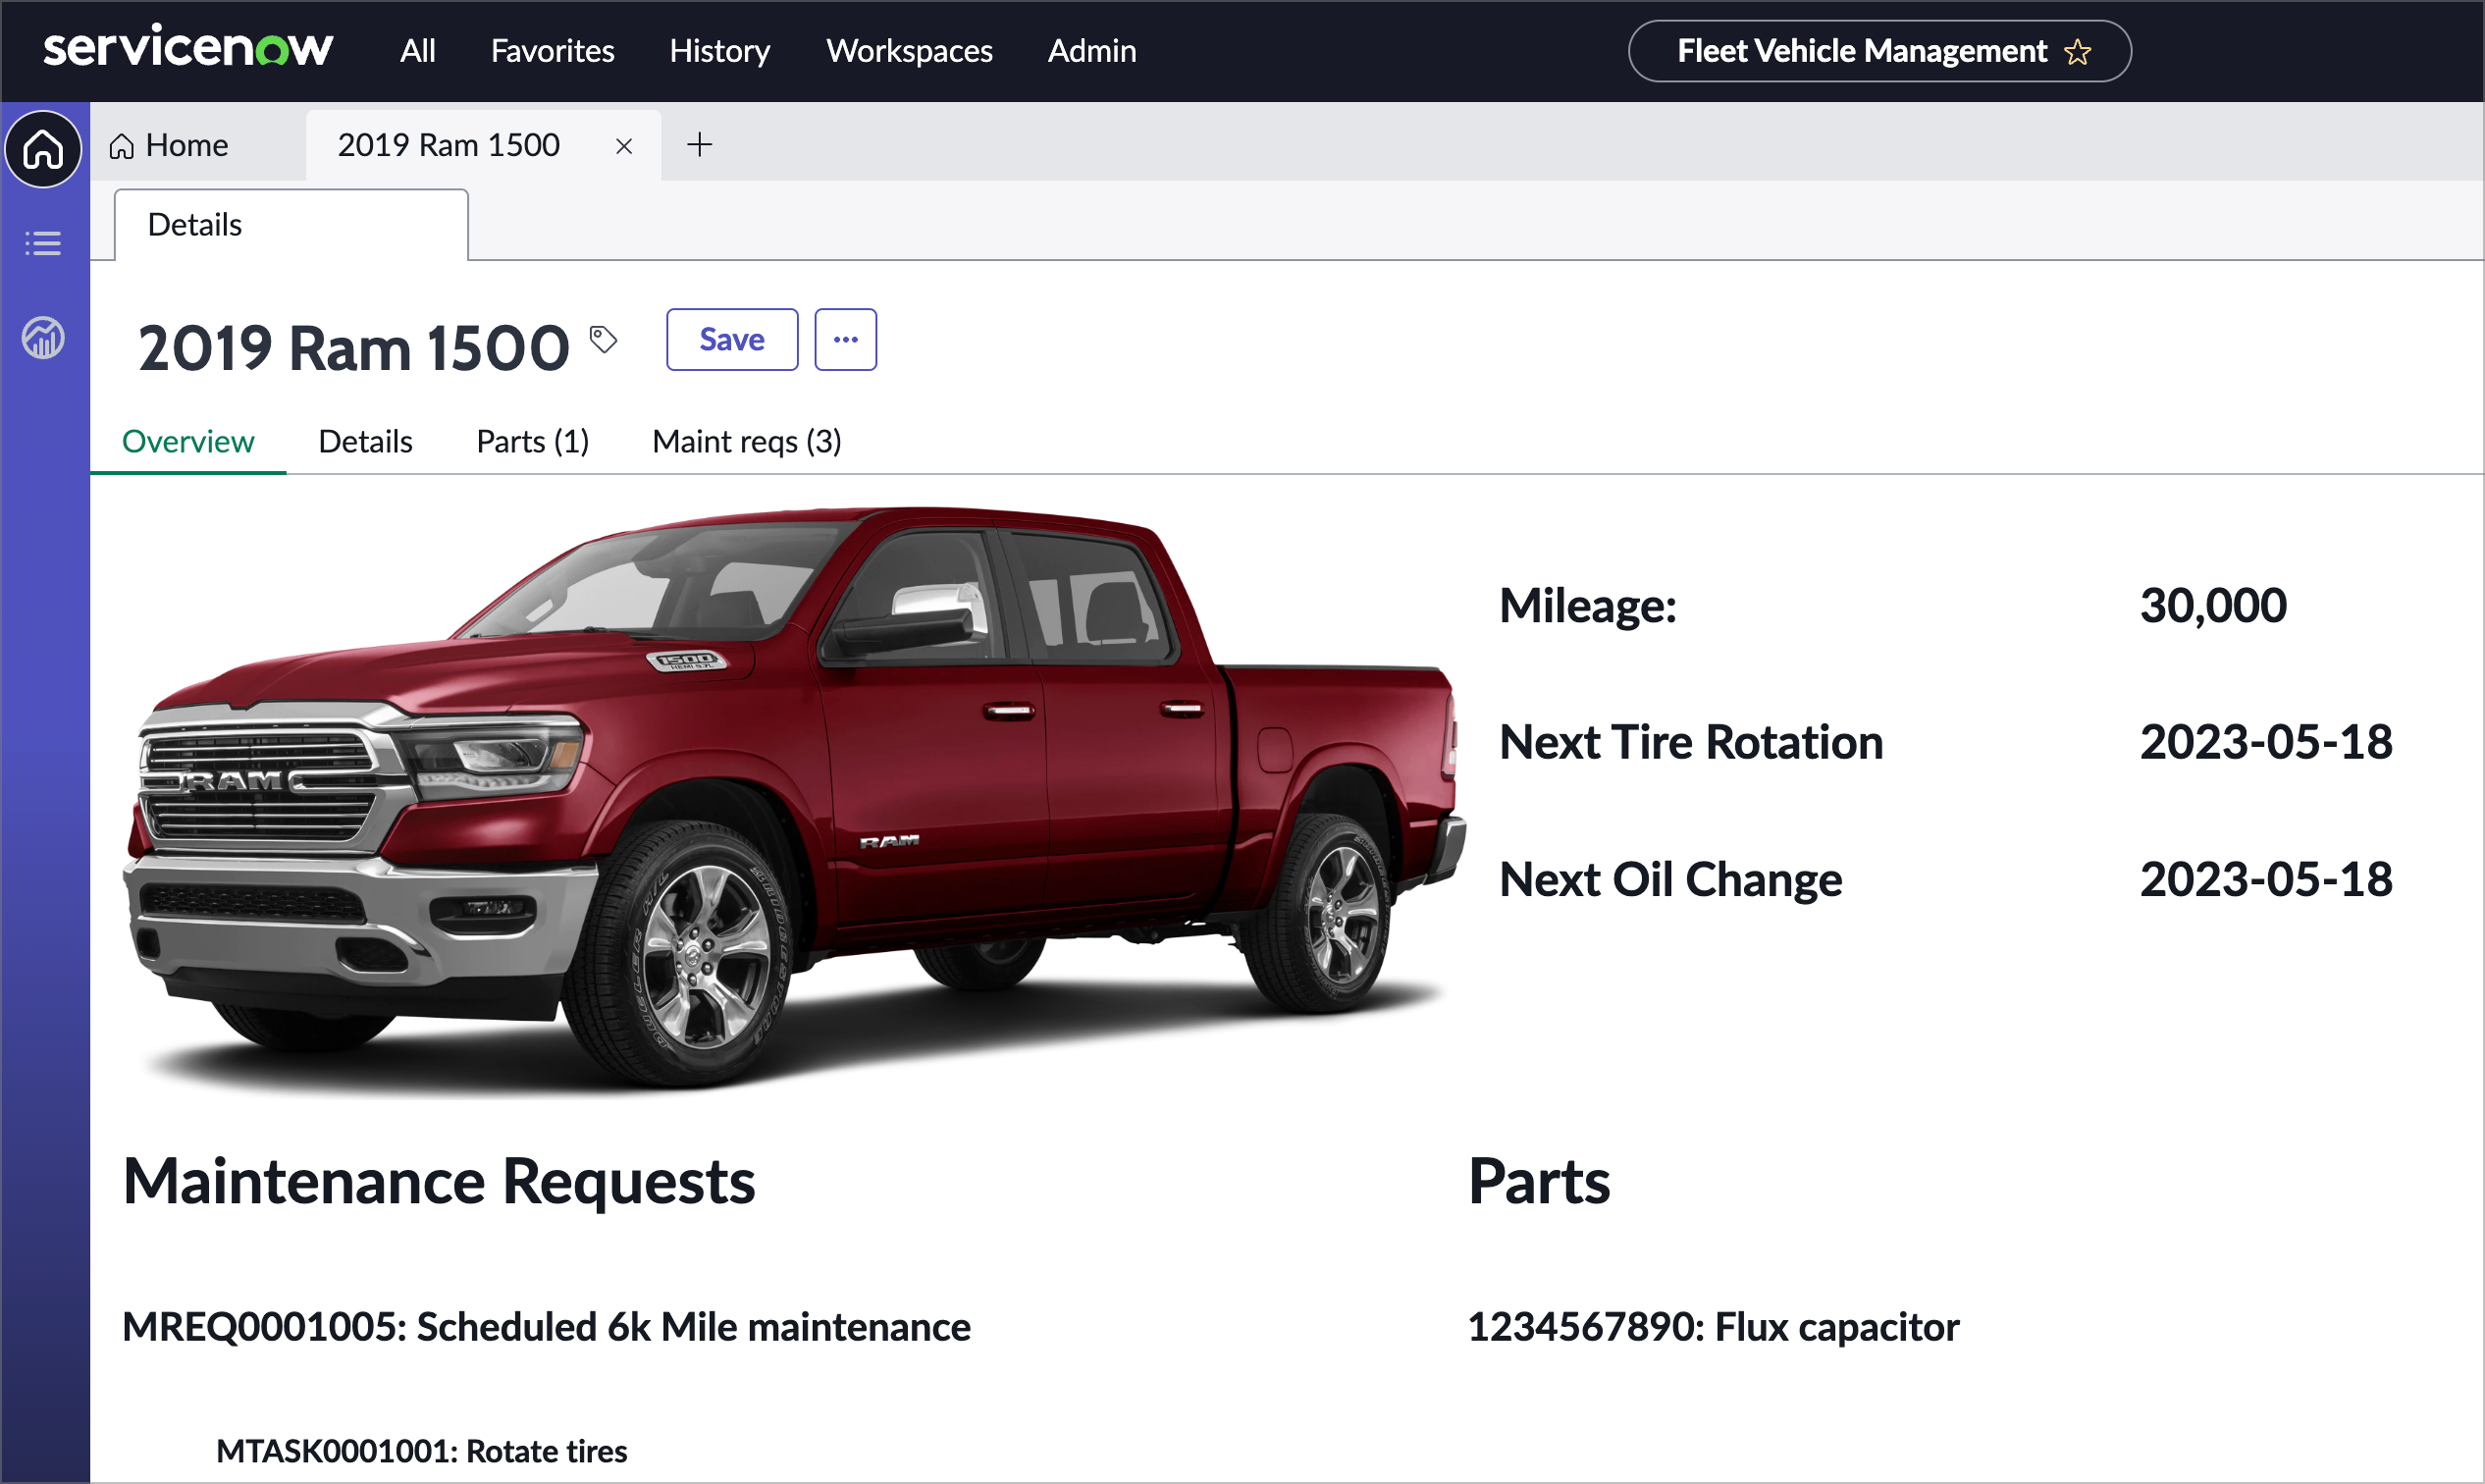 servicenow All Favorites History Workspaces Admin Fleet Vehicle Management
Home 2019 Ram 1500
Details
2019 Ram 1500 Save
Overview Details Parts (1) Maint reqs (3)
1500
HEMI 5.7L
RAM
RAM
Mileage: 30,000
Next Tire Rotation 2023-05-18
Next Oil Change 2023-05-18
Maintenance Requests Parts
MREQ0001005: Scheduled 6k Mile maintenance 1234567890: Flux capacitor
MTASK0001001: Rotate tires